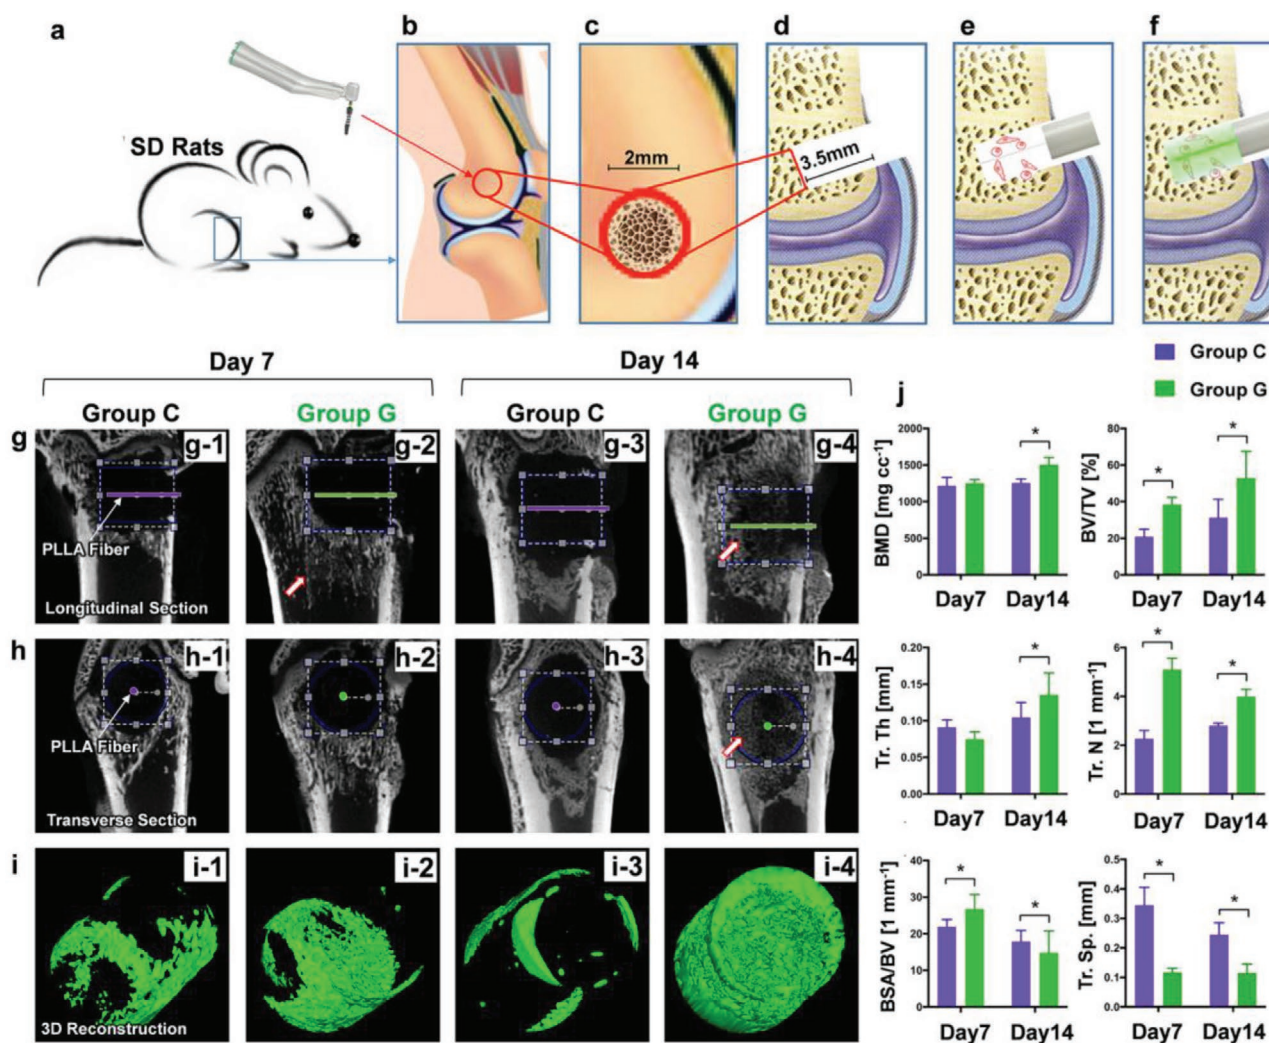 a
b
c
d
e
f
SD Rats
2mm
3.5mm
Day 7
Day 14
Group C
Group G
Group C
Group G
Group C
Group G
g
g-1
g-2
g-3
g-4
PLLA Fiber
Longitudinal Section
h
h-1
h-2
h-3
h-4
PLLA Fiber
Transverse Section
i
i-1
i-2
i-3
i-4
3D Reconstruction
j
BMD [mg cc⁻¹]
2000
1500
1000
500
0
*
Day7
Day14
BV/TV [%]
80
60
40
20
0
*
*
Day7
Day14
Tr. Th [mm]
0.20
0.15
0.10
0.05
0.00
*
Day7
Day14
Tr. N [1 mm⁻¹]
6
4
2
0
*
*
Day7
Day14
BSA/BV [1 mm⁻¹]
40
30
20
10
0
*
*
Day7
Day14
Tr. Sp. [mm]
0.5
0.4
0.3
0.2
0.1
0.0
*
*
Day7
Day14